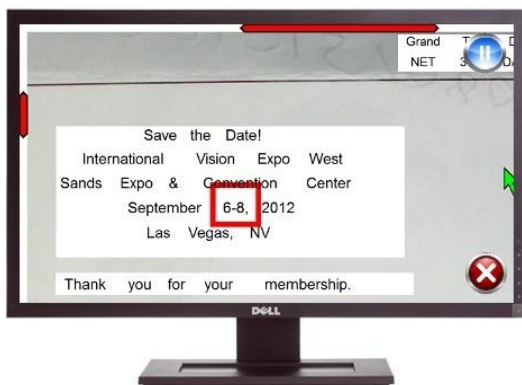 Grand
NET 3
Save the Date!
International Vision Expo West
Sands Expo & Convention Center
September 6-8, 2012
Las Vegas, NV
Thank you for your membership.
DELL